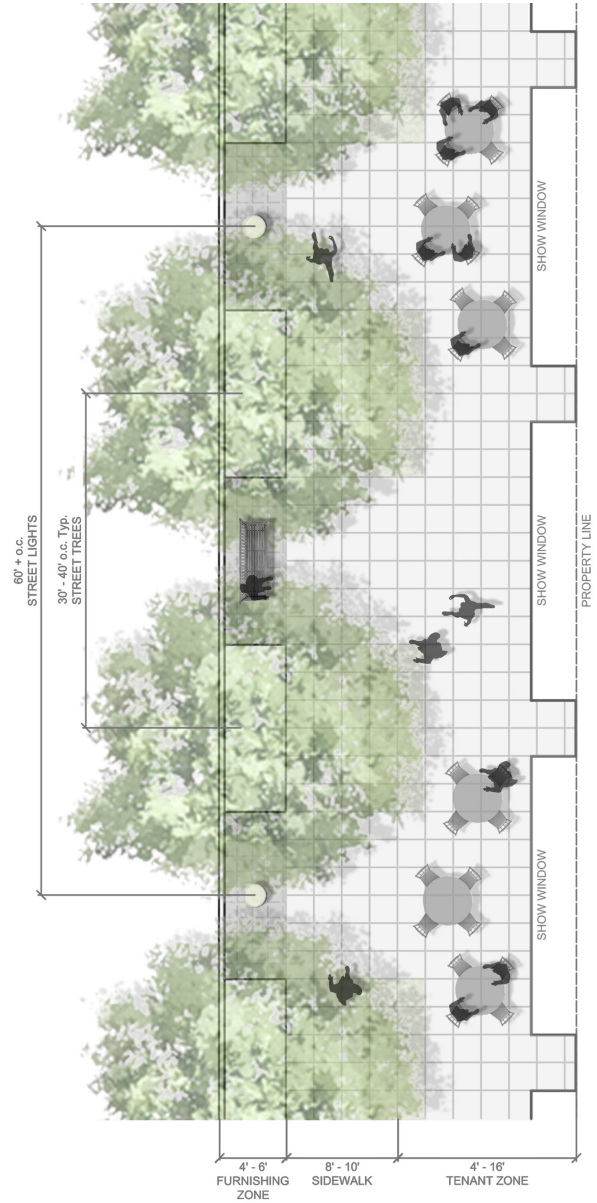 SHOW WINDOW
60' + o.c.
STREET LIGHTS
30' - 40' o.c. Typ.
STREET TREES
SHOW WINDOW
PROPERTY LINE
SHOW WINDOW
4' - 6'
FURNISHING
ZONE
8' - 10'
SIDEWALK
4' - 16'
TENANT ZONE